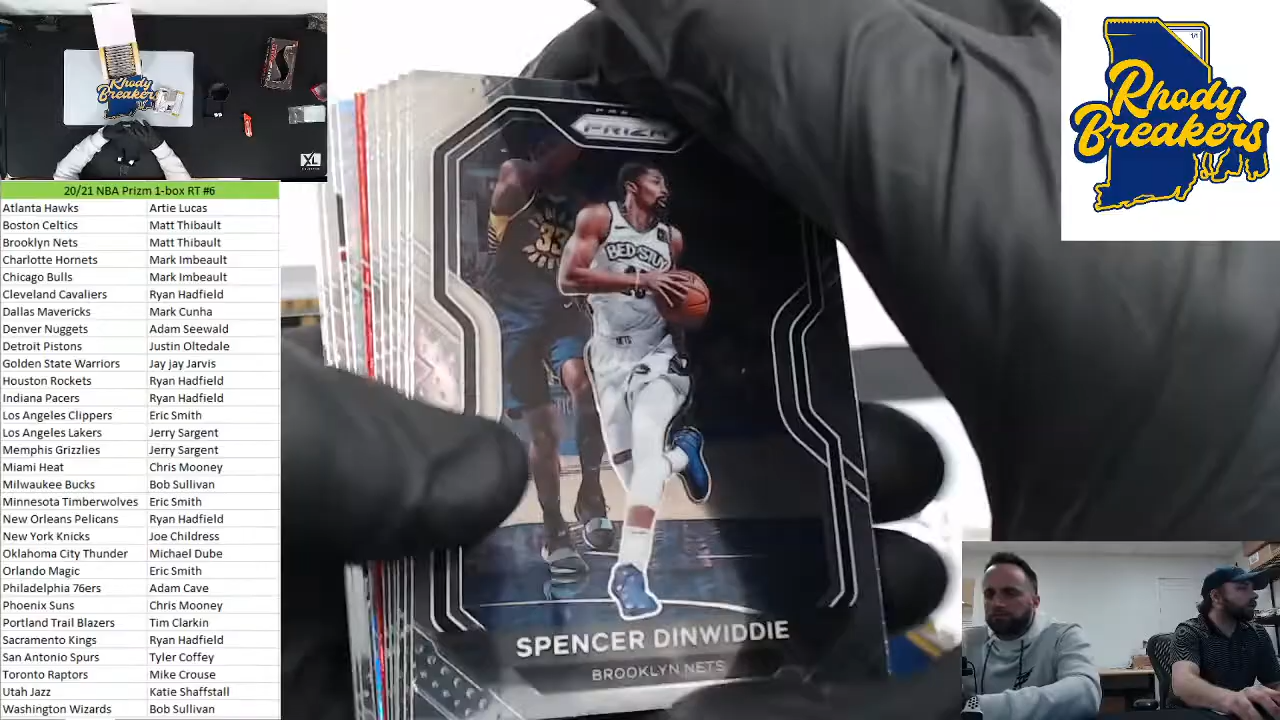 Rhody
Breakers
XL
20/21 NBA Prizm 1-box RT #6
Atlanta Hawks Artie Lucas
Boston Celtics Matt Thibault
Brooklyn Nets Matt Thibault
Charlotte Hornets Mark Imbeault
Chicago Bulls Mark Imbeault
Cleveland Cavaliers Ryan Hadfield
Dallas Mavericks Mark Cunha
Denver Nuggets Adam Seewald
Detroit Pistons Justin Oltedale
Golden State Warriors Jay jay Jarvis
Houston Rockets Ryan Hadfield
Indiana Pacers Ryan Hadfield
Los Angeles Clippers Eric Smith
Los Angeles Lakers Jerry Sargent
Memphis Grizzlies Jerry Sargent
Miami Heat Chris Mooney
Milwaukee Bucks Bob Sullivan
Minnesota Timberwolves Eric Smith
New Orleans Pelicans Ryan Hadfield
New York Knicks Joe Childress
Oklahoma City Thunder Michael Dube
Orlando Magic Eric Smith
Philadelphia 76ers Adam Cave
Phoenix Suns Chris Mooney
Portland Trail Blazers Tim Clarkin
Sacramento Kings Ryan Hadfield
San Antonio Spurs Tyler Coffey
Toronto Raptors Mike Crouse
Utah Jazz Katie Shaffstall
Washington Wizards Bob Sullivan
PRIZM
33
BED-STUY
NETS
SPENCER DINWIDDIE
BROOKLYN NETS
1/1
Rhody
Breakers